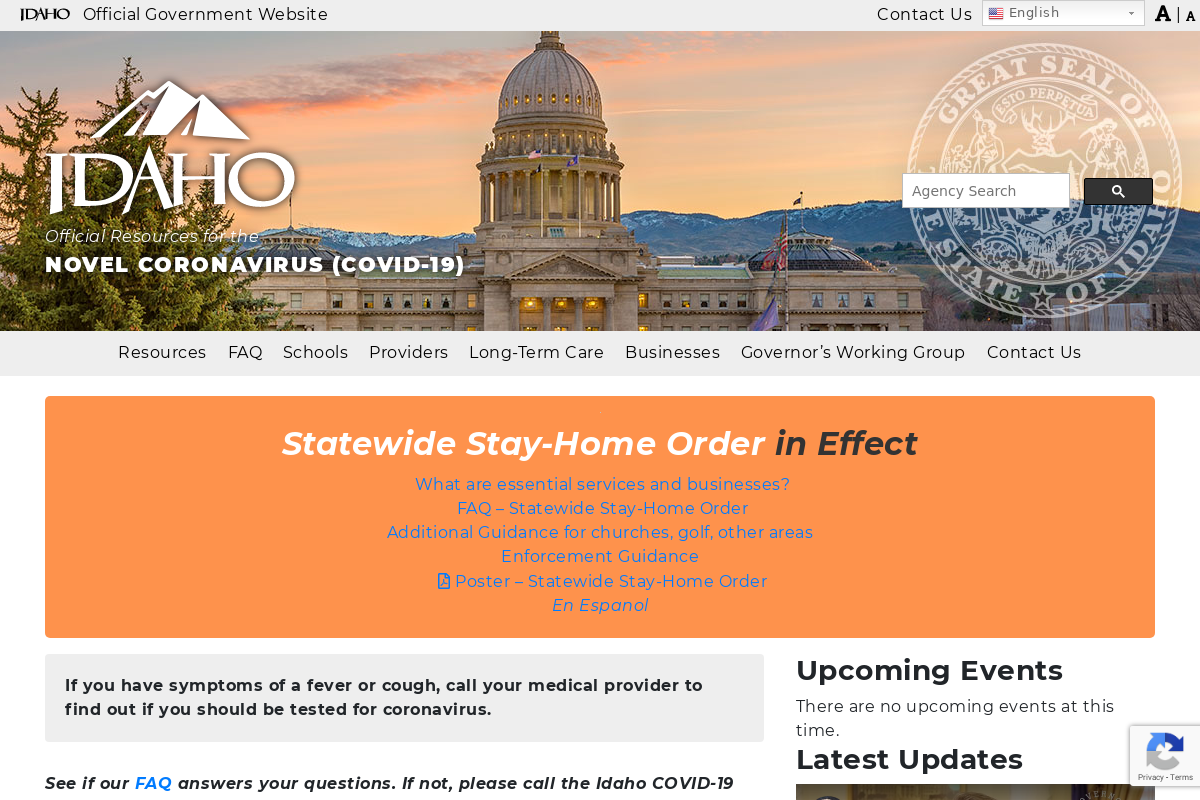 IDAHO Official Government Website
Contact Us
English
A | A
IDAHO
Official Resources for the
NOVEL CORONAVIRUS (COVID-19)
GREAT SEAL OF
ESTO PERPETUA
THE STATE OF IDAHO
Agency Search
Resources FAQ Schools Providers Long-Term Care Businesses Governor’s Working Group Contact Us
Statewide Stay-Home Order in Effect
What are essential services and businesses?
FAQ – Statewide Stay-Home Order
Additional Guidance for churches, golf, other areas
Enforcement Guidance
Poster – Statewide Stay-Home Order
En Espanol
If you have symptoms of a fever or cough, call your medical provider to
find out if you should be tested for coronavirus.
See if our FAQ answers your questions. If not, please call the Idaho COVID-19
Upcoming Events
There are no upcoming events at this
time.
Latest Updates
Privacy - Terms